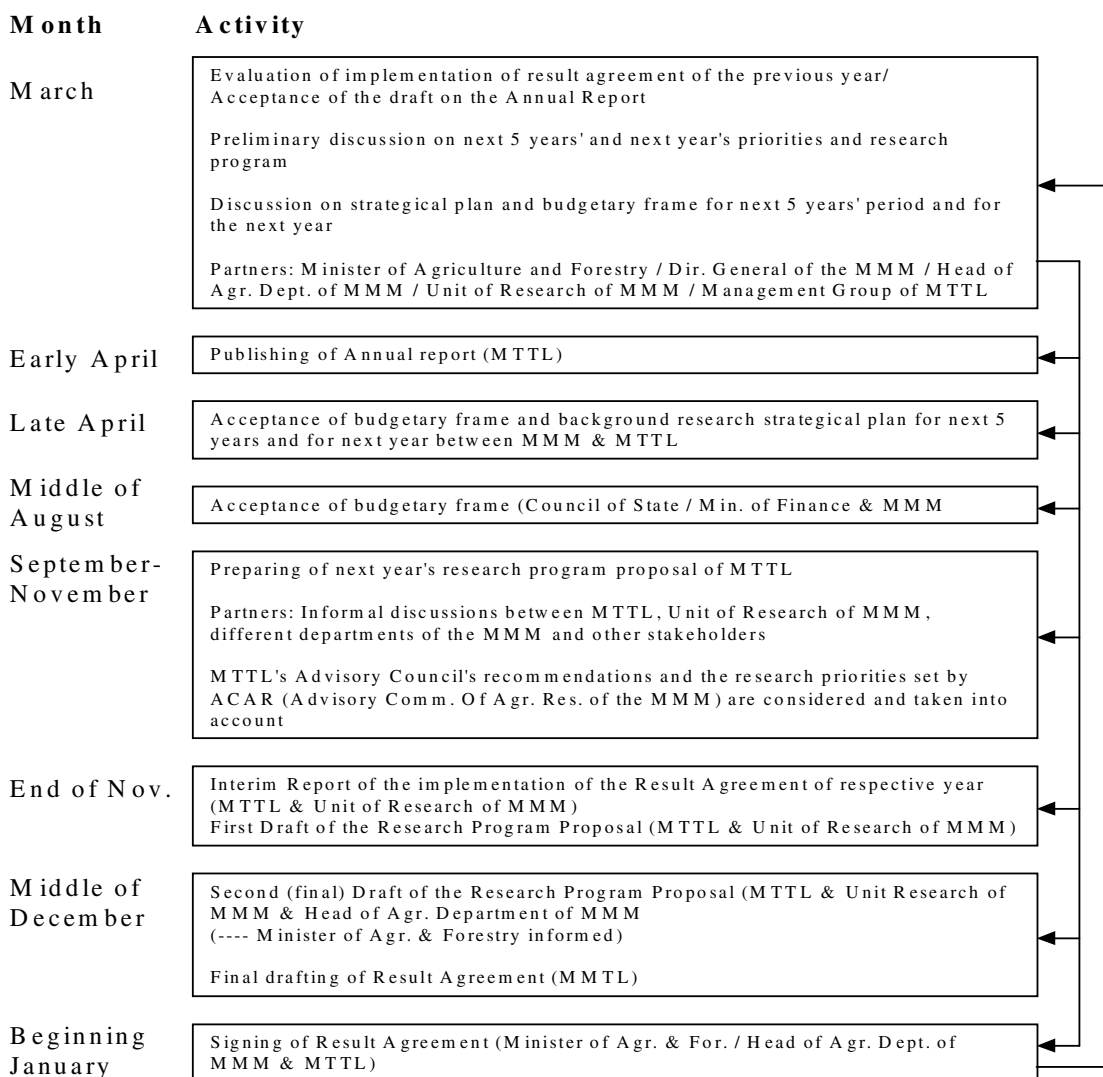 Month Activity
March
Evaluation of implementation of result agreement of the previous year/
Acceptance of the draft on the Annual Report
Preliminary discussion on next 5 years' and next year's priorities and research
program
Discussion on strategical plan and budgetary frame for next 5 years' period and for
the next year
Partners: Minister of Agriculture and Forestry / Dir. General of the MMM / Head of
Agr. Dept. of MMM / Unit of Research of MMM / Management Group of MTTL
Early April
Publishing of Annual report (MTTL)
Late April
Acceptance of budgetary frame and background research strategical plan for next 5
years and for next year between MMM & MTTL
Middle of
August
Acceptance of budgetary frame (Council of State / Min. of Finance & MMM
September-
November
Preparing of next year's research program proposal of MTTL
Partners: Informal discussions between MTTL, Unit of Research of MMM,
different departments of the MMM and other stakeholders
MTTL's Advisory Council's recommendations and the research priorities set by
ACAR (Advisory Comm. Of Agr. Res. of the MMM) are considered and taken into
account
End of Nov.
Interim Report of the implementation of the Result Agreement of respective year
(MTTL & Unit of Research of MMM)
First Draft of the Research Program Proposal (MTTL & Unit of Research of MMM)
Middle of
December
Second (final) Draft of the Research Program Proposal (MTTL & Unit Research of
MMM & Head of Agr. Department of MMM
(---- Minister of Agr. & Forestry informed)
Final drafting of Result Agreement (MMTL)
Beginning
January
Signing of Result Agreement (Minister of Agr. & For. / Head of Agr. Dept. of
MMM & MTTL)